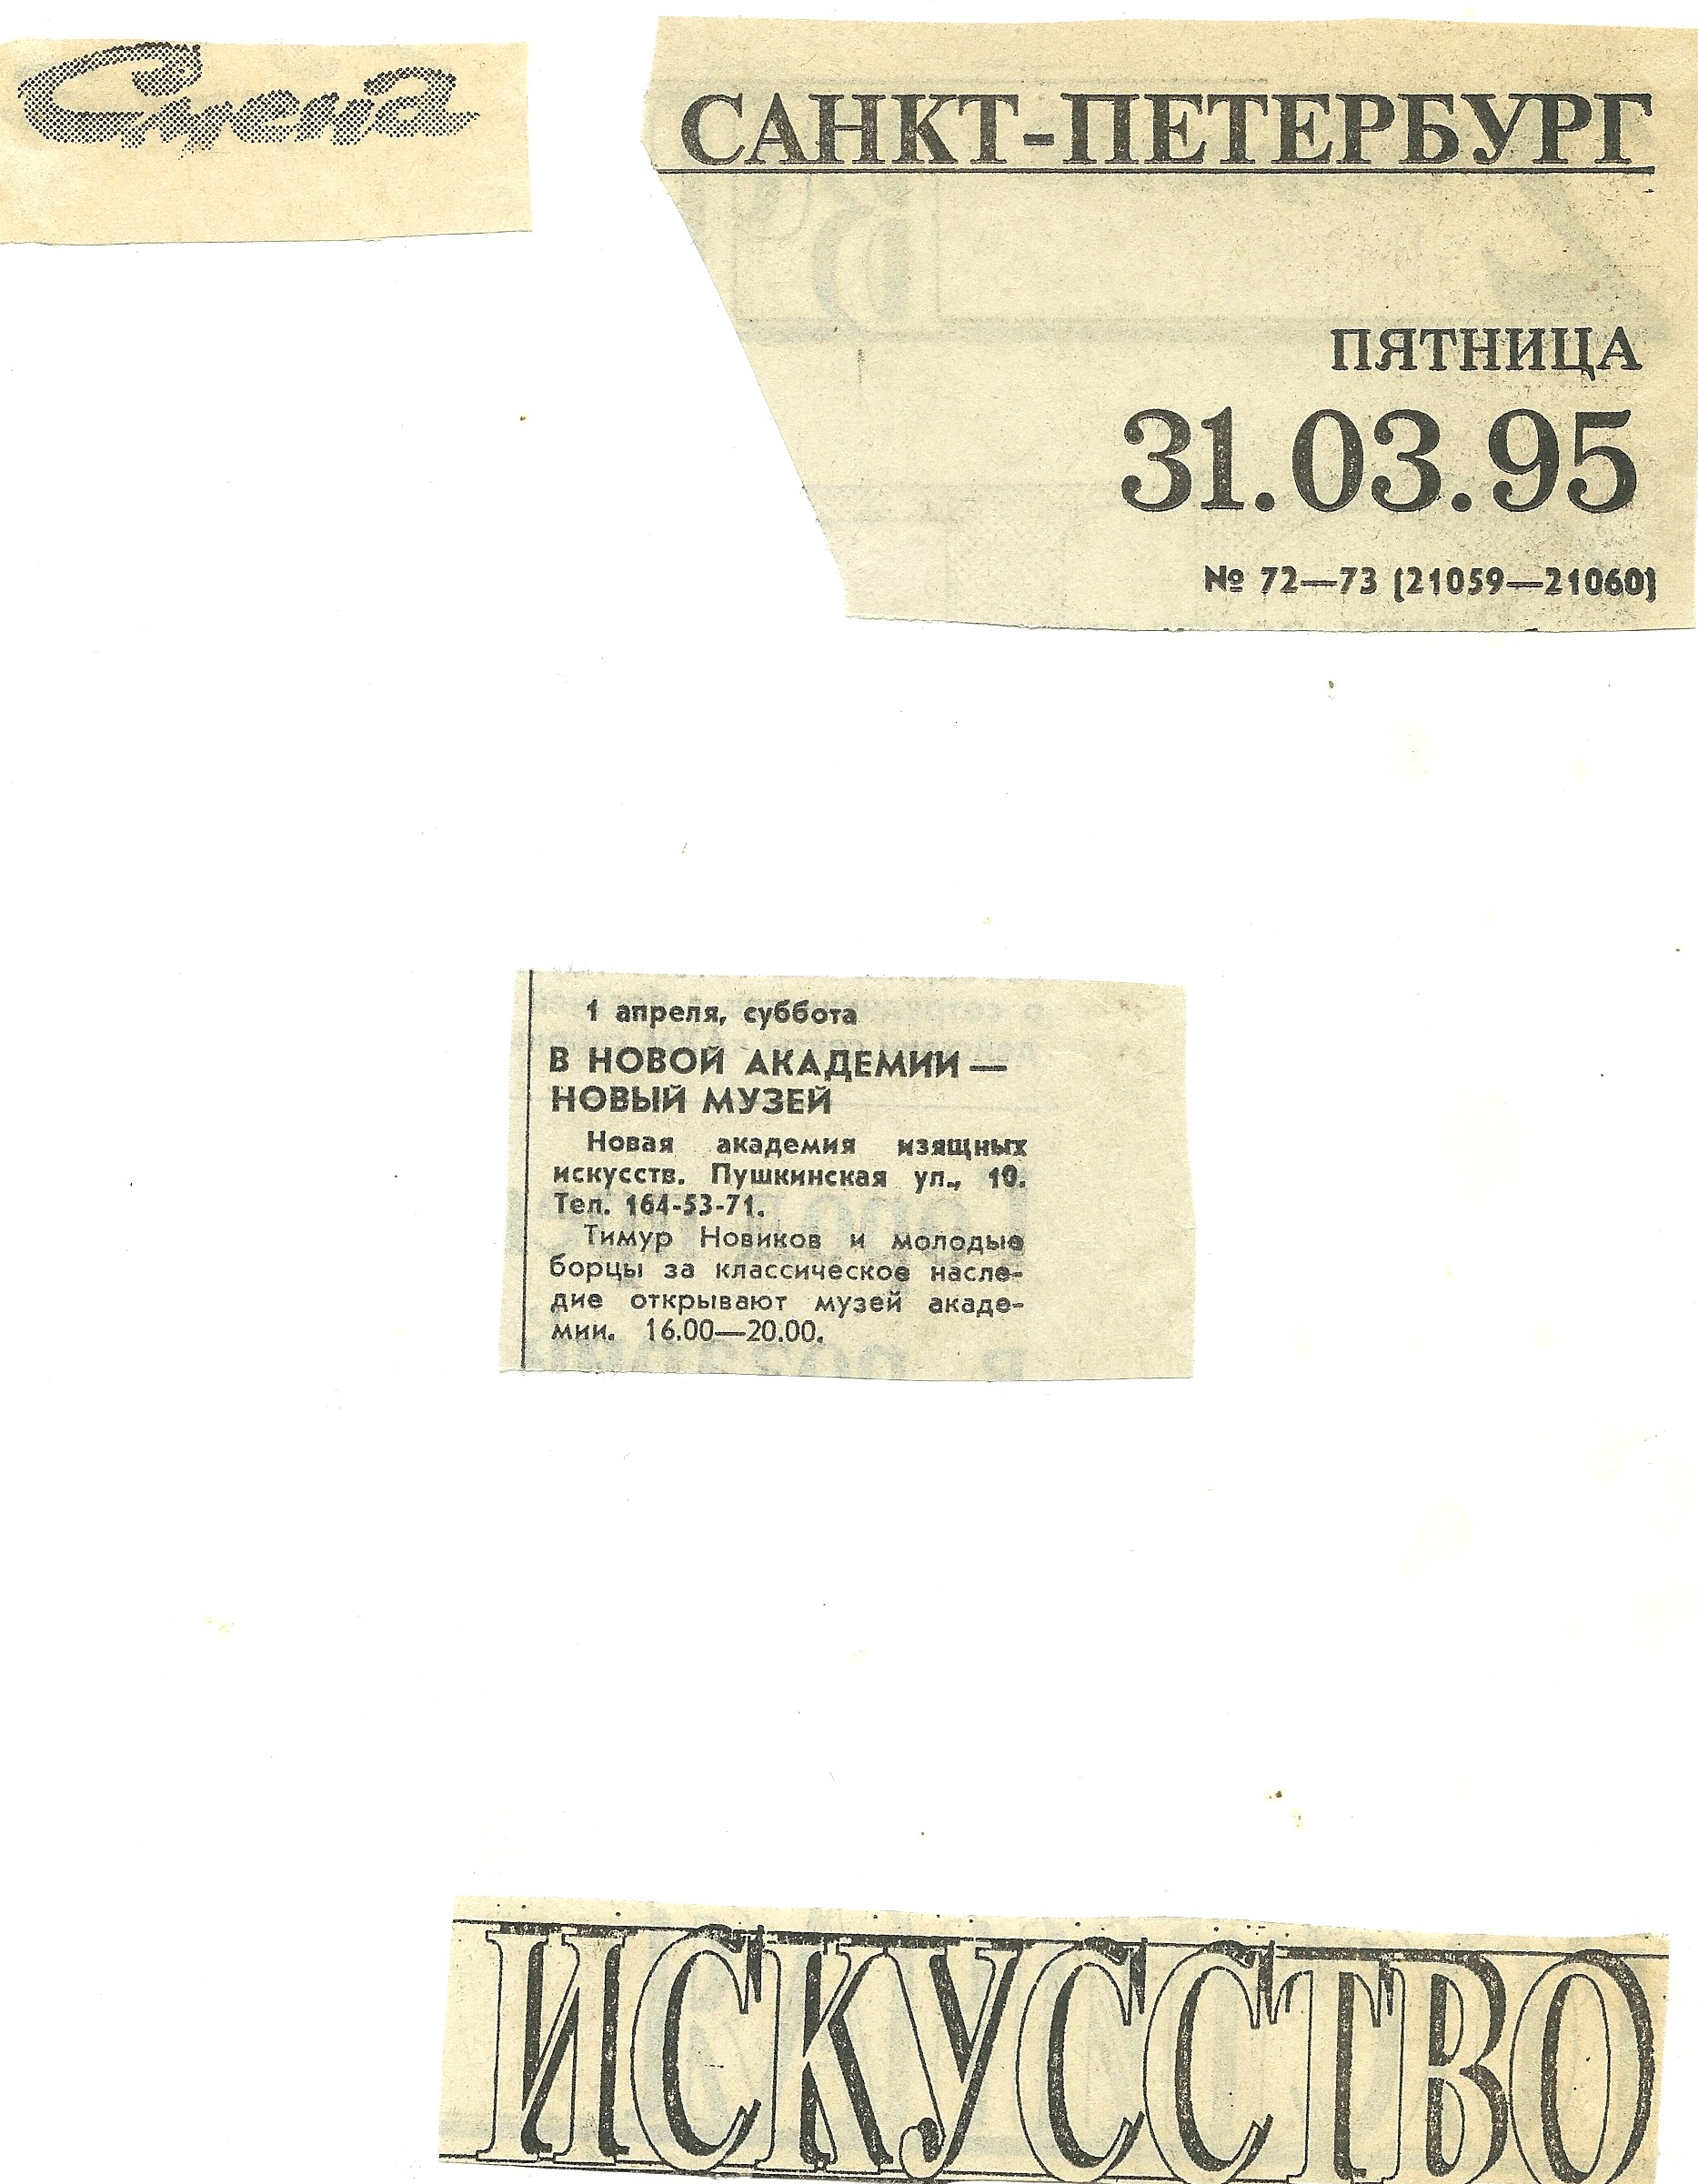 Смена
САНКТ-ПЕТЕРБУРГ
ПЯТНИЦА
31.03.95
№ 72—73 (21059—21060)
1 апреля, суббота
В НОВОЙ АКАДЕМИИ —
НОВЫЙ МУЗЕЙ
Новая академия изящных
искусств. Пушкинская ул., 10.
Тел. 164-53-71.
Тимур Новиков и молодые
борцы за классическое насле-
дие открывают музей акаде-
мии. 16.00—20.00.
ИСКУССТВО